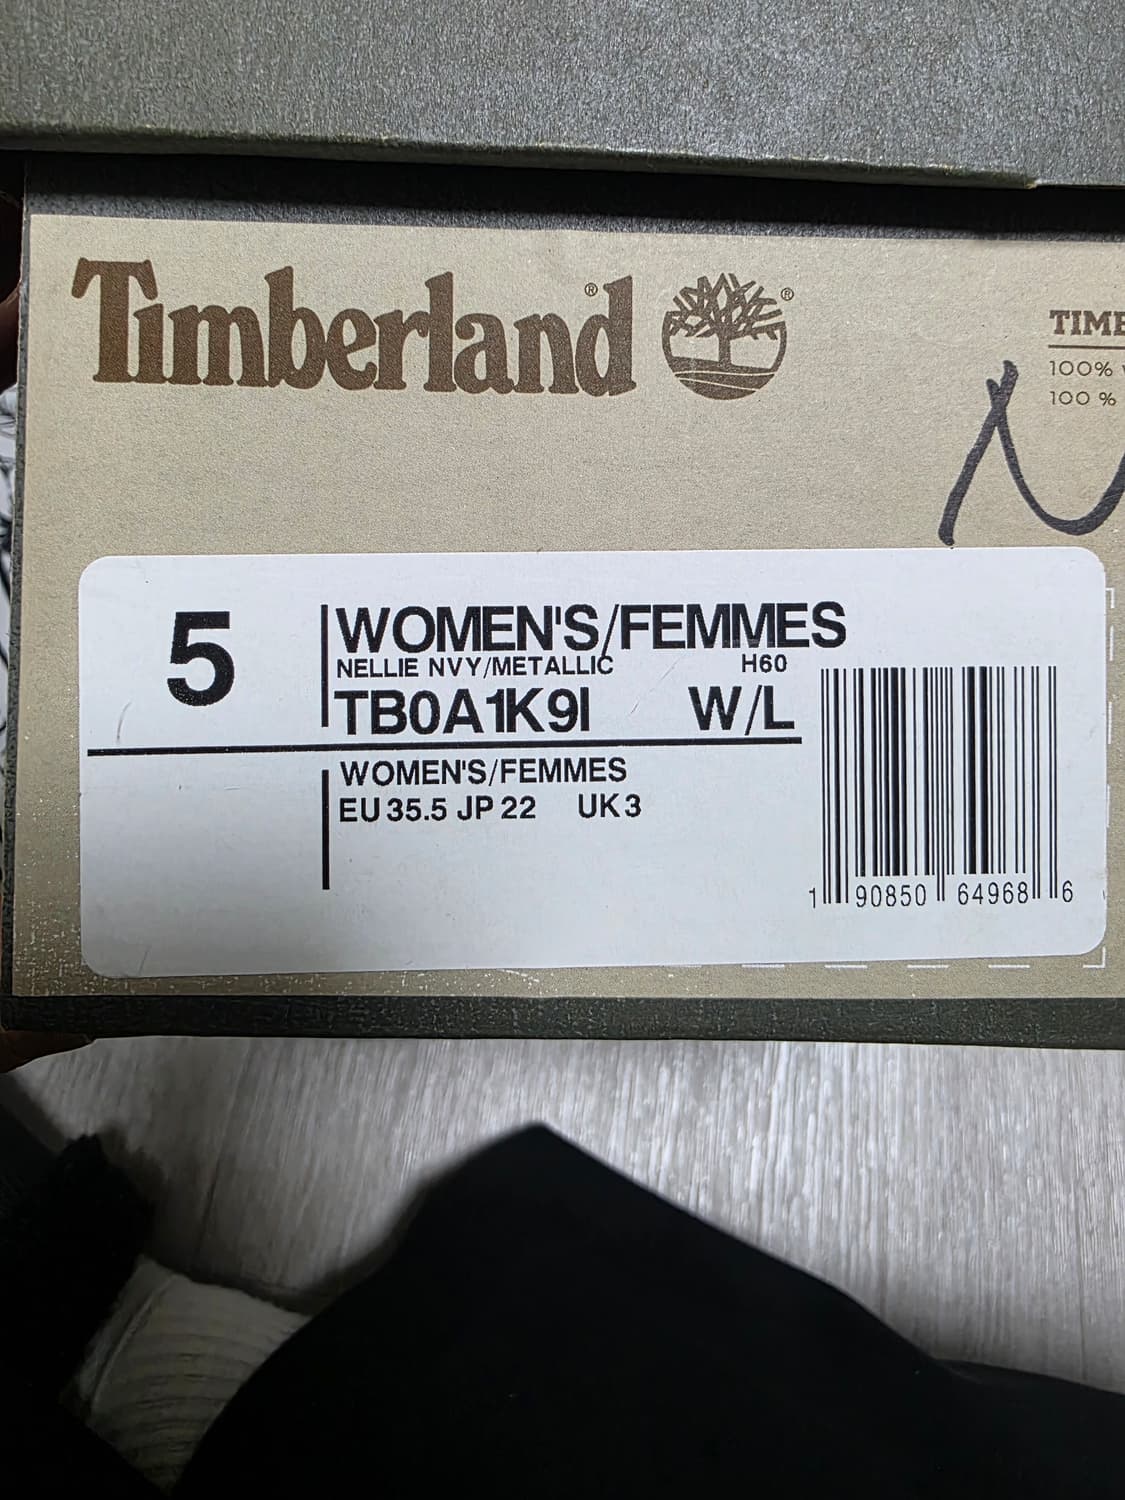 Timberland ® ®
TIME
100%
100 %
N
5
WOMEN'S/FEMMES
NELLIE NVY/METALLIC H60
TB0A1K9I W/L
WOMEN'S/FEMMES
EU 35.5 JP 22 UK 3
1 90850 64968 6